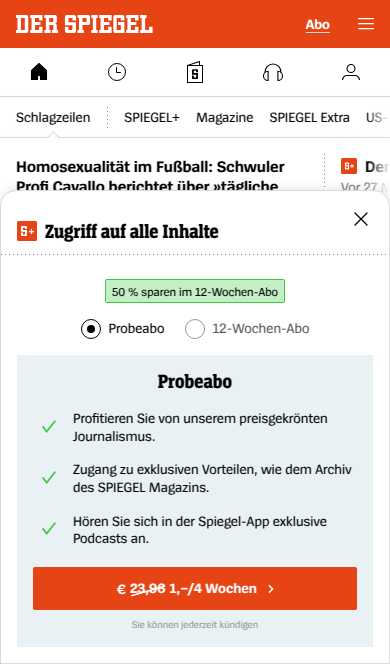 DER SPIEGEL
Abo
Schlagzeilen
SPIEGEL+
Magazine
SPIEGEL Extra
US-
Homosexualität im Fußball: Schwuler
Profi Cavallo berichtet über »tägliche
S+
Vor 27
S+ Zugriff auf alle Inhalte
50 % sparen im 12-Wochen-Abo
Probeabo
12-Wochen-Abo
Probeabo
Profitieren Sie von unserem preisgekrönten
Journalismus.
Zugang zu exklusiven Vorteilen, wie dem Archiv
des SPIEGEL Magazins.
Hören Sie sich in der Spiegel-App exklusive
Podcasts an.
€ 23,96 1,–/4 Wochen
Sie können jederzeit kündigen